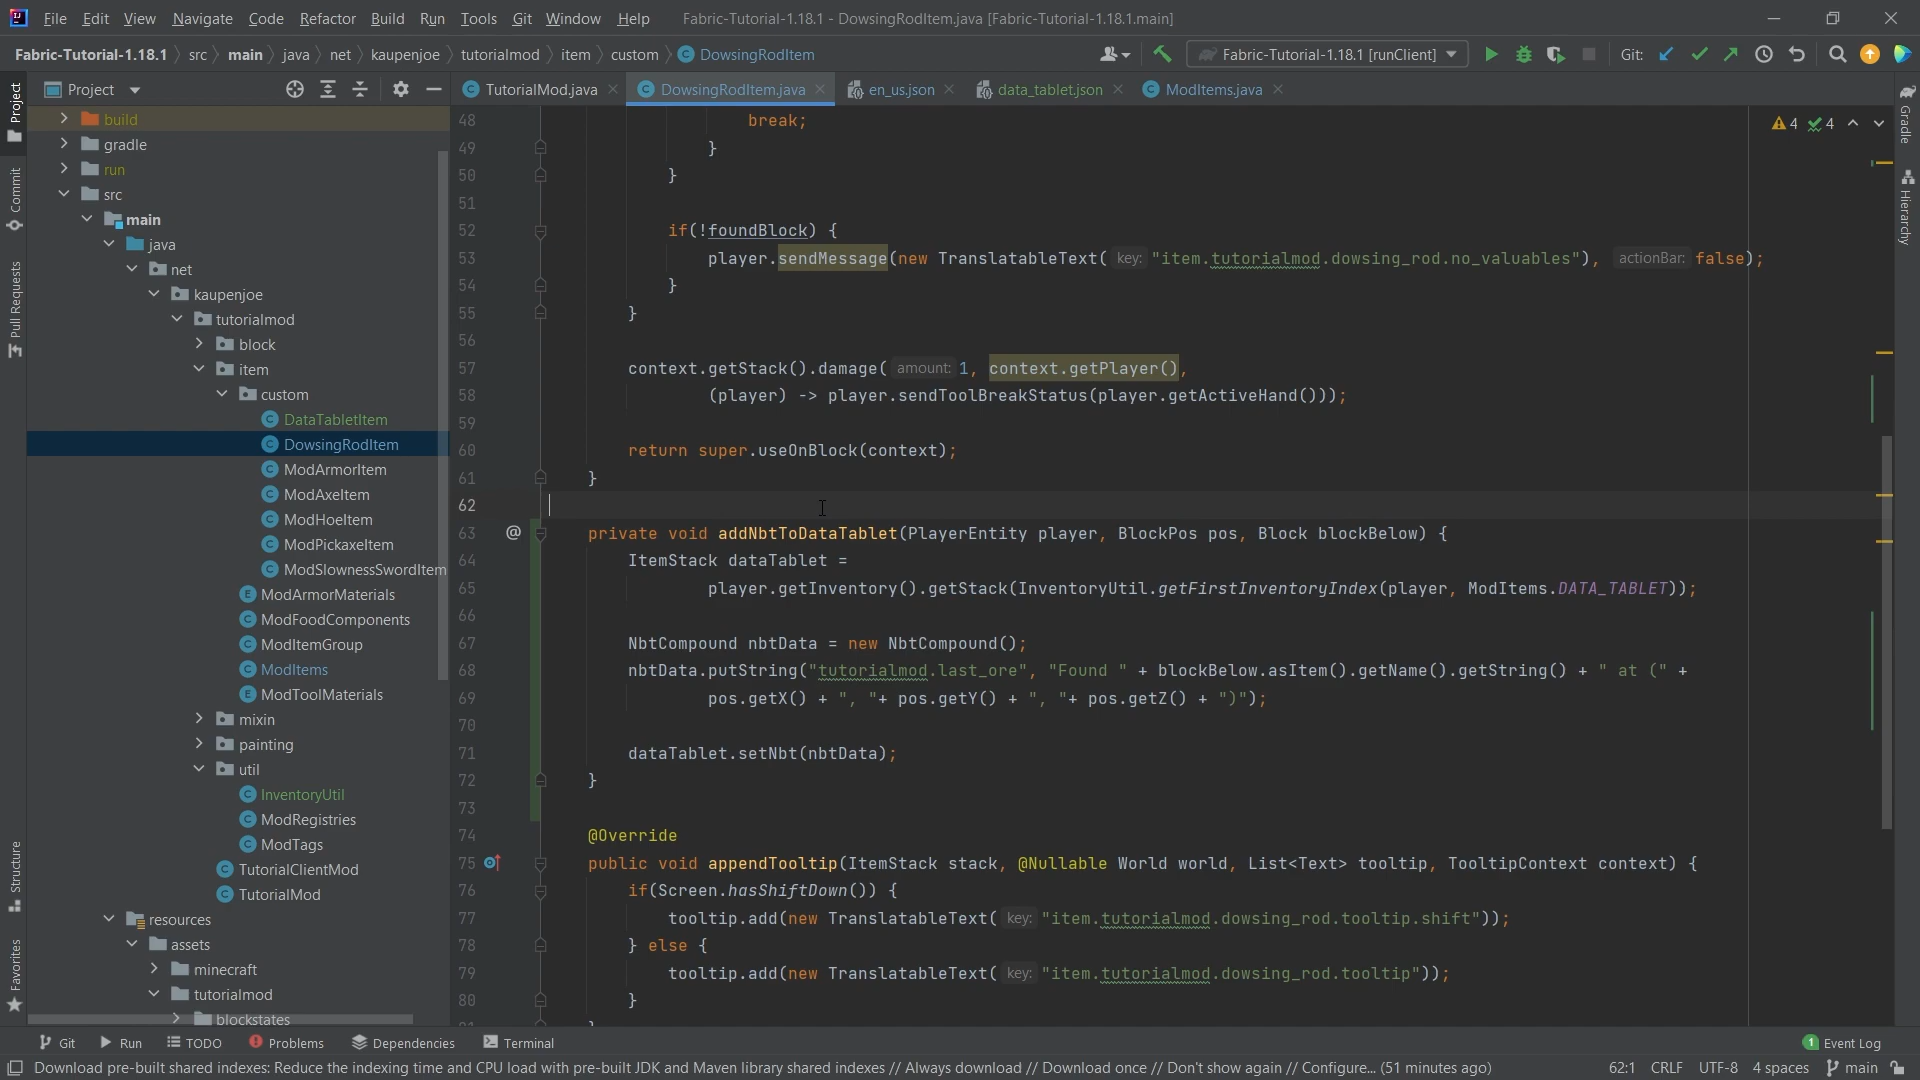 File Edit View Navigate Code Refactor Build Run Tools Git Window Help Fabric-Tutorial-1.18.1 - DowsingRodItem.java [Fabric-Tutorial-1.18.1.main]
Fabric-Tutorial-1.18.1 src main java net kaupenjoe tutorialmod item custom DowsingRodItem Fabric-Tutorial-1.18.1 [runClient] Git:
Project TutorialMod.java DowsingRodItem.java en_us.json data_tablet.json ModItems.java
Project
Commit
Pull Requests
Structure
Favorites
Gradle
Hierarchy
build
gradle
run
src
main
java
net
kaupenjoe
tutorialmod
block
item
custom
DataTabletItem
DowsingRodItem
ModArmorItem
ModAxeItem
ModHoeItem
ModPickaxeItem
ModSlownessSwordItem
ModArmorMaterials
ModFoodComponents
ModItemGroup
ModItems
ModToolMaterials
mixin
painting
util
InventoryUtil
ModRegistries
ModTags
TutorialClientMod
TutorialMod
resources
assets
minecraft
tutorialmod
blockstates
4 4
48 break;
49 }
50 }
51
52 if(!foundBlock) {
53 player.sendMessage(new TranslatableText( key: "item.tutorialmod.dowsing_rod.no_valuables"), actionBar: false);
54 }
55 }
56
57 context.getStack().damage( amount: 1, context.getPlayer(),
58 (player) -> player.sendToolBreakStatus(player.getActiveHand()));
59
60 return super.useOnBlock(context);
61 }
62
63 @ private void addNbtToDataTablet(PlayerEntity player, BlockPos pos, Block blockBelow) {
64 ItemStack dataTablet =
65 player.getInventory().getStack(InventoryUtil.getFirstInventoryIndex(player, ModItems.DATA_TABLET));
66
67 NbtCompound nbtData = new NbtCompound();
68 nbtData.putString("tutorialmod.last_ore", "Found " + blockBelow.asItem().getName().getString() + " at (" +
69 pos.getX() + ", "+ pos.getY() + ", "+ pos.getZ() + ")");
70
71 dataTablet.setNbt(nbtData);
72 }
73
74 @Override
75 public void appendTooltip(ItemStack stack, @Nullable World world, List<Text> tooltip, TooltipContext context) {
76 if(Screen.hasShiftDown()) {
77 tooltip.add(new TranslatableText( key: "item.tutorialmod.dowsing_rod.tooltip.shift"));
78 } else {
79 tooltip.add(new TranslatableText( key: "item.tutorialmod.dowsing_rod.tooltip"));
80 }
Git Run TODO Problems Dependencies Terminal 1 Event Log
Download pre-built shared indexes: Reduce the indexing time and CPU load with pre-built JDK and Maven library shared indexes // Always download // Download once // Don't show again // Configure... (51 minutes ago) 62:1 CRLF UTF-8 4 spaces main